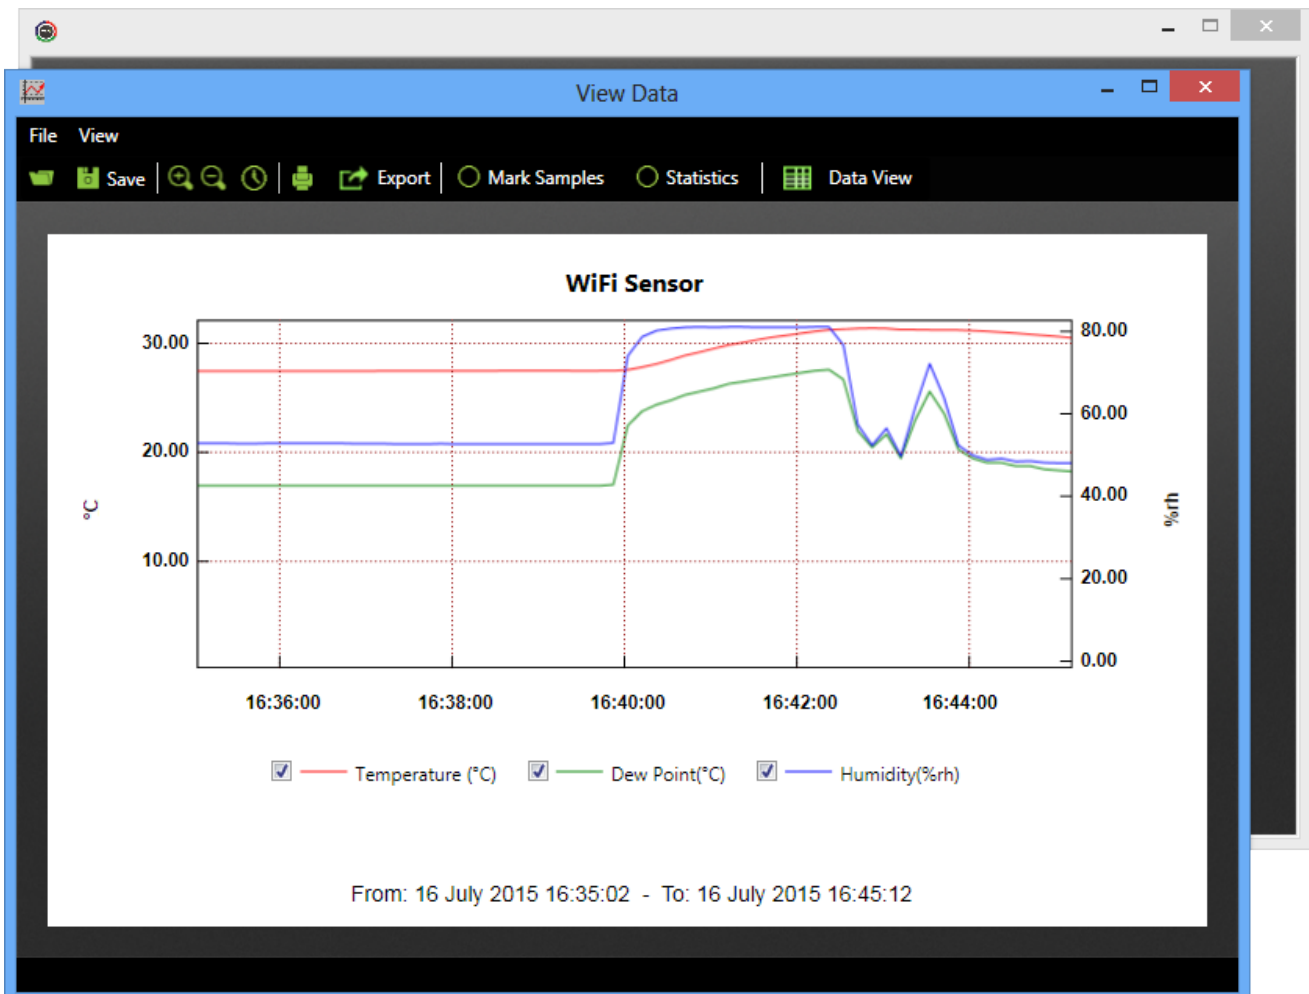 View Data
File View
Save Export Mark Samples Statistics Data View
WiFi Sensor
30.00 80.00
60.00
20.00
40.00
°C %rh
10.00
20.00
0.00
16:36:00 16:38:00 16:40:00 16:42:00 16:44:00
Temperature (°C) Dew Point(°C) Humidity(%rh)
From: 16 July 2015 16:35:02 - To: 16 July 2015 16:45:12